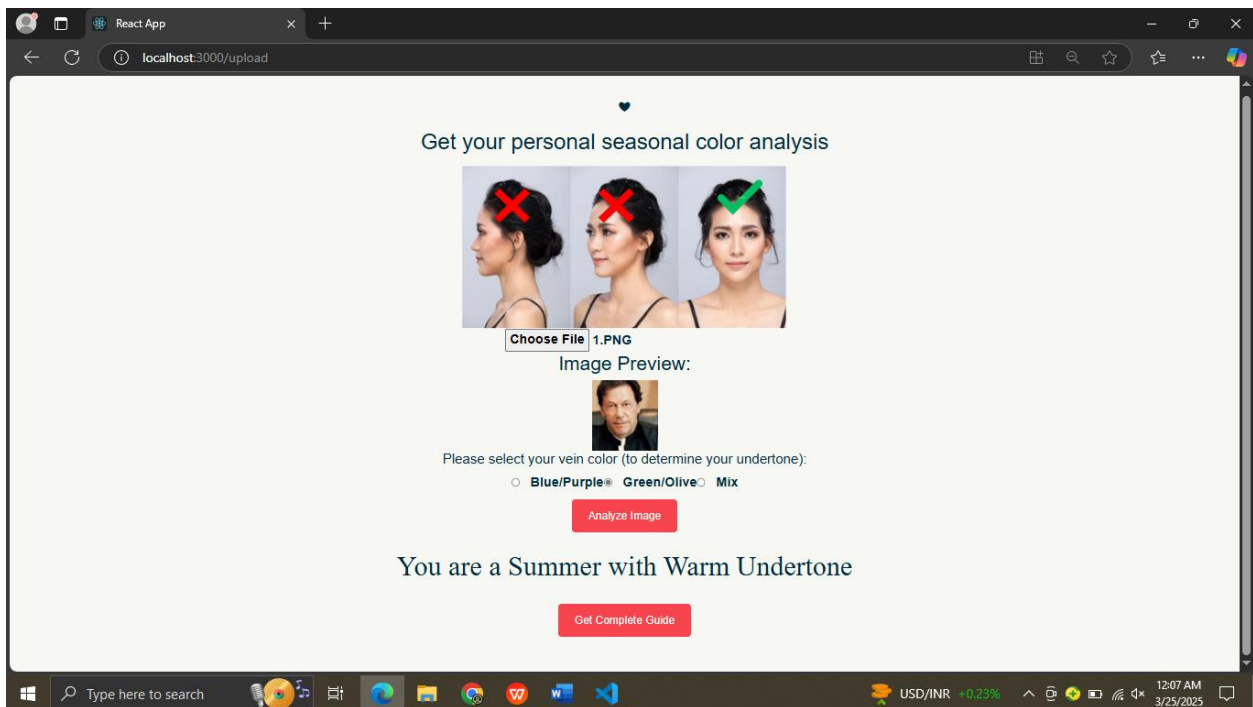 React App
localhost:3000/upload
Get your personal seasonal color analysis
Choose File 1.PNG
Image Preview:
Please select your vein color (to determine your undertone):
Blue/Purple Green/Olive Mix
Analyze Image
You are a Summer with Warm Undertone
Get Complete Guide
Type here to search
USD/INR +0.23%
12:07 AM
3/25/2025